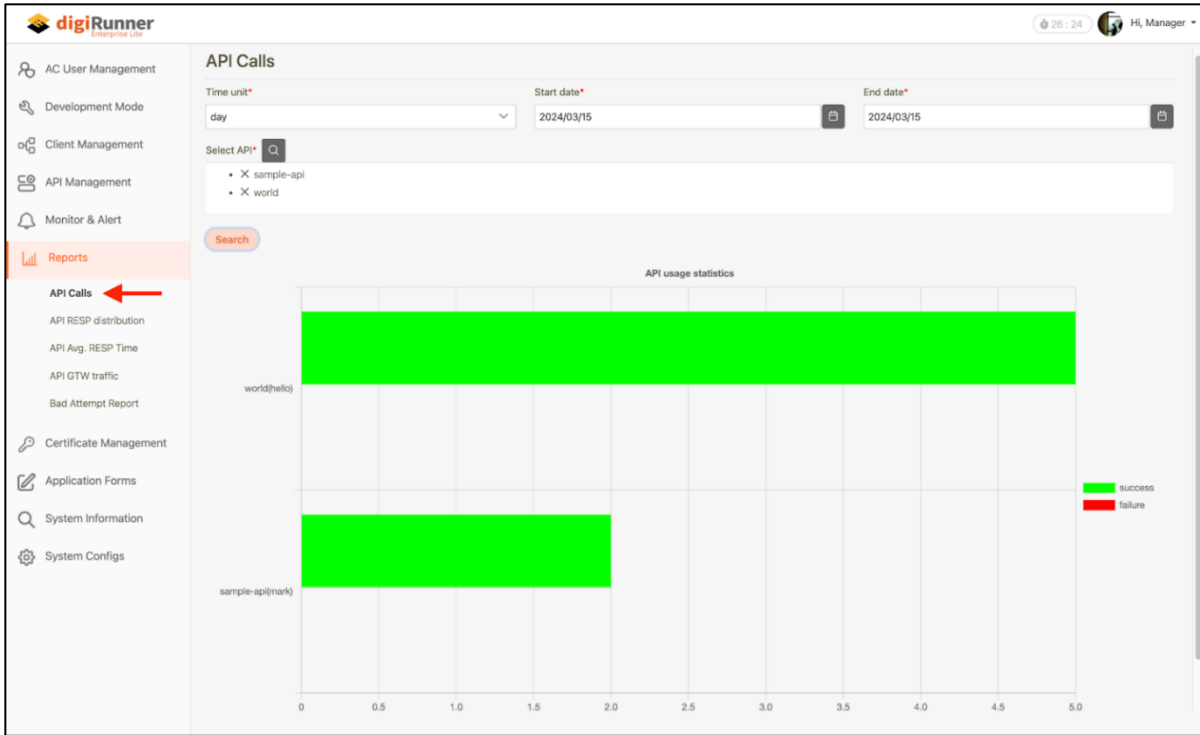 digiRunner
Enterprise Lite
26 : 24
Hi, Manager
AC User Management
Development Mode
Client Management
API Management
Monitor & Alert
Reports
API Calls
API RESP distribution
API Avg. RESP Time
API GTW traffic
Bad Attempt Report
Certificate Management
Application Forms
System Information
System Configs
API Calls
Time unit*
Start date*
End date*
day
2024/03/15
2024/03/15
Select API*
sample-api
world
Search
API usage statistics
world(hello)
sample-api(mark)
0 0.5 1.0 1.5 2.0 2.5 3.0 3.5 4.0 4.5 5.0
success
failure